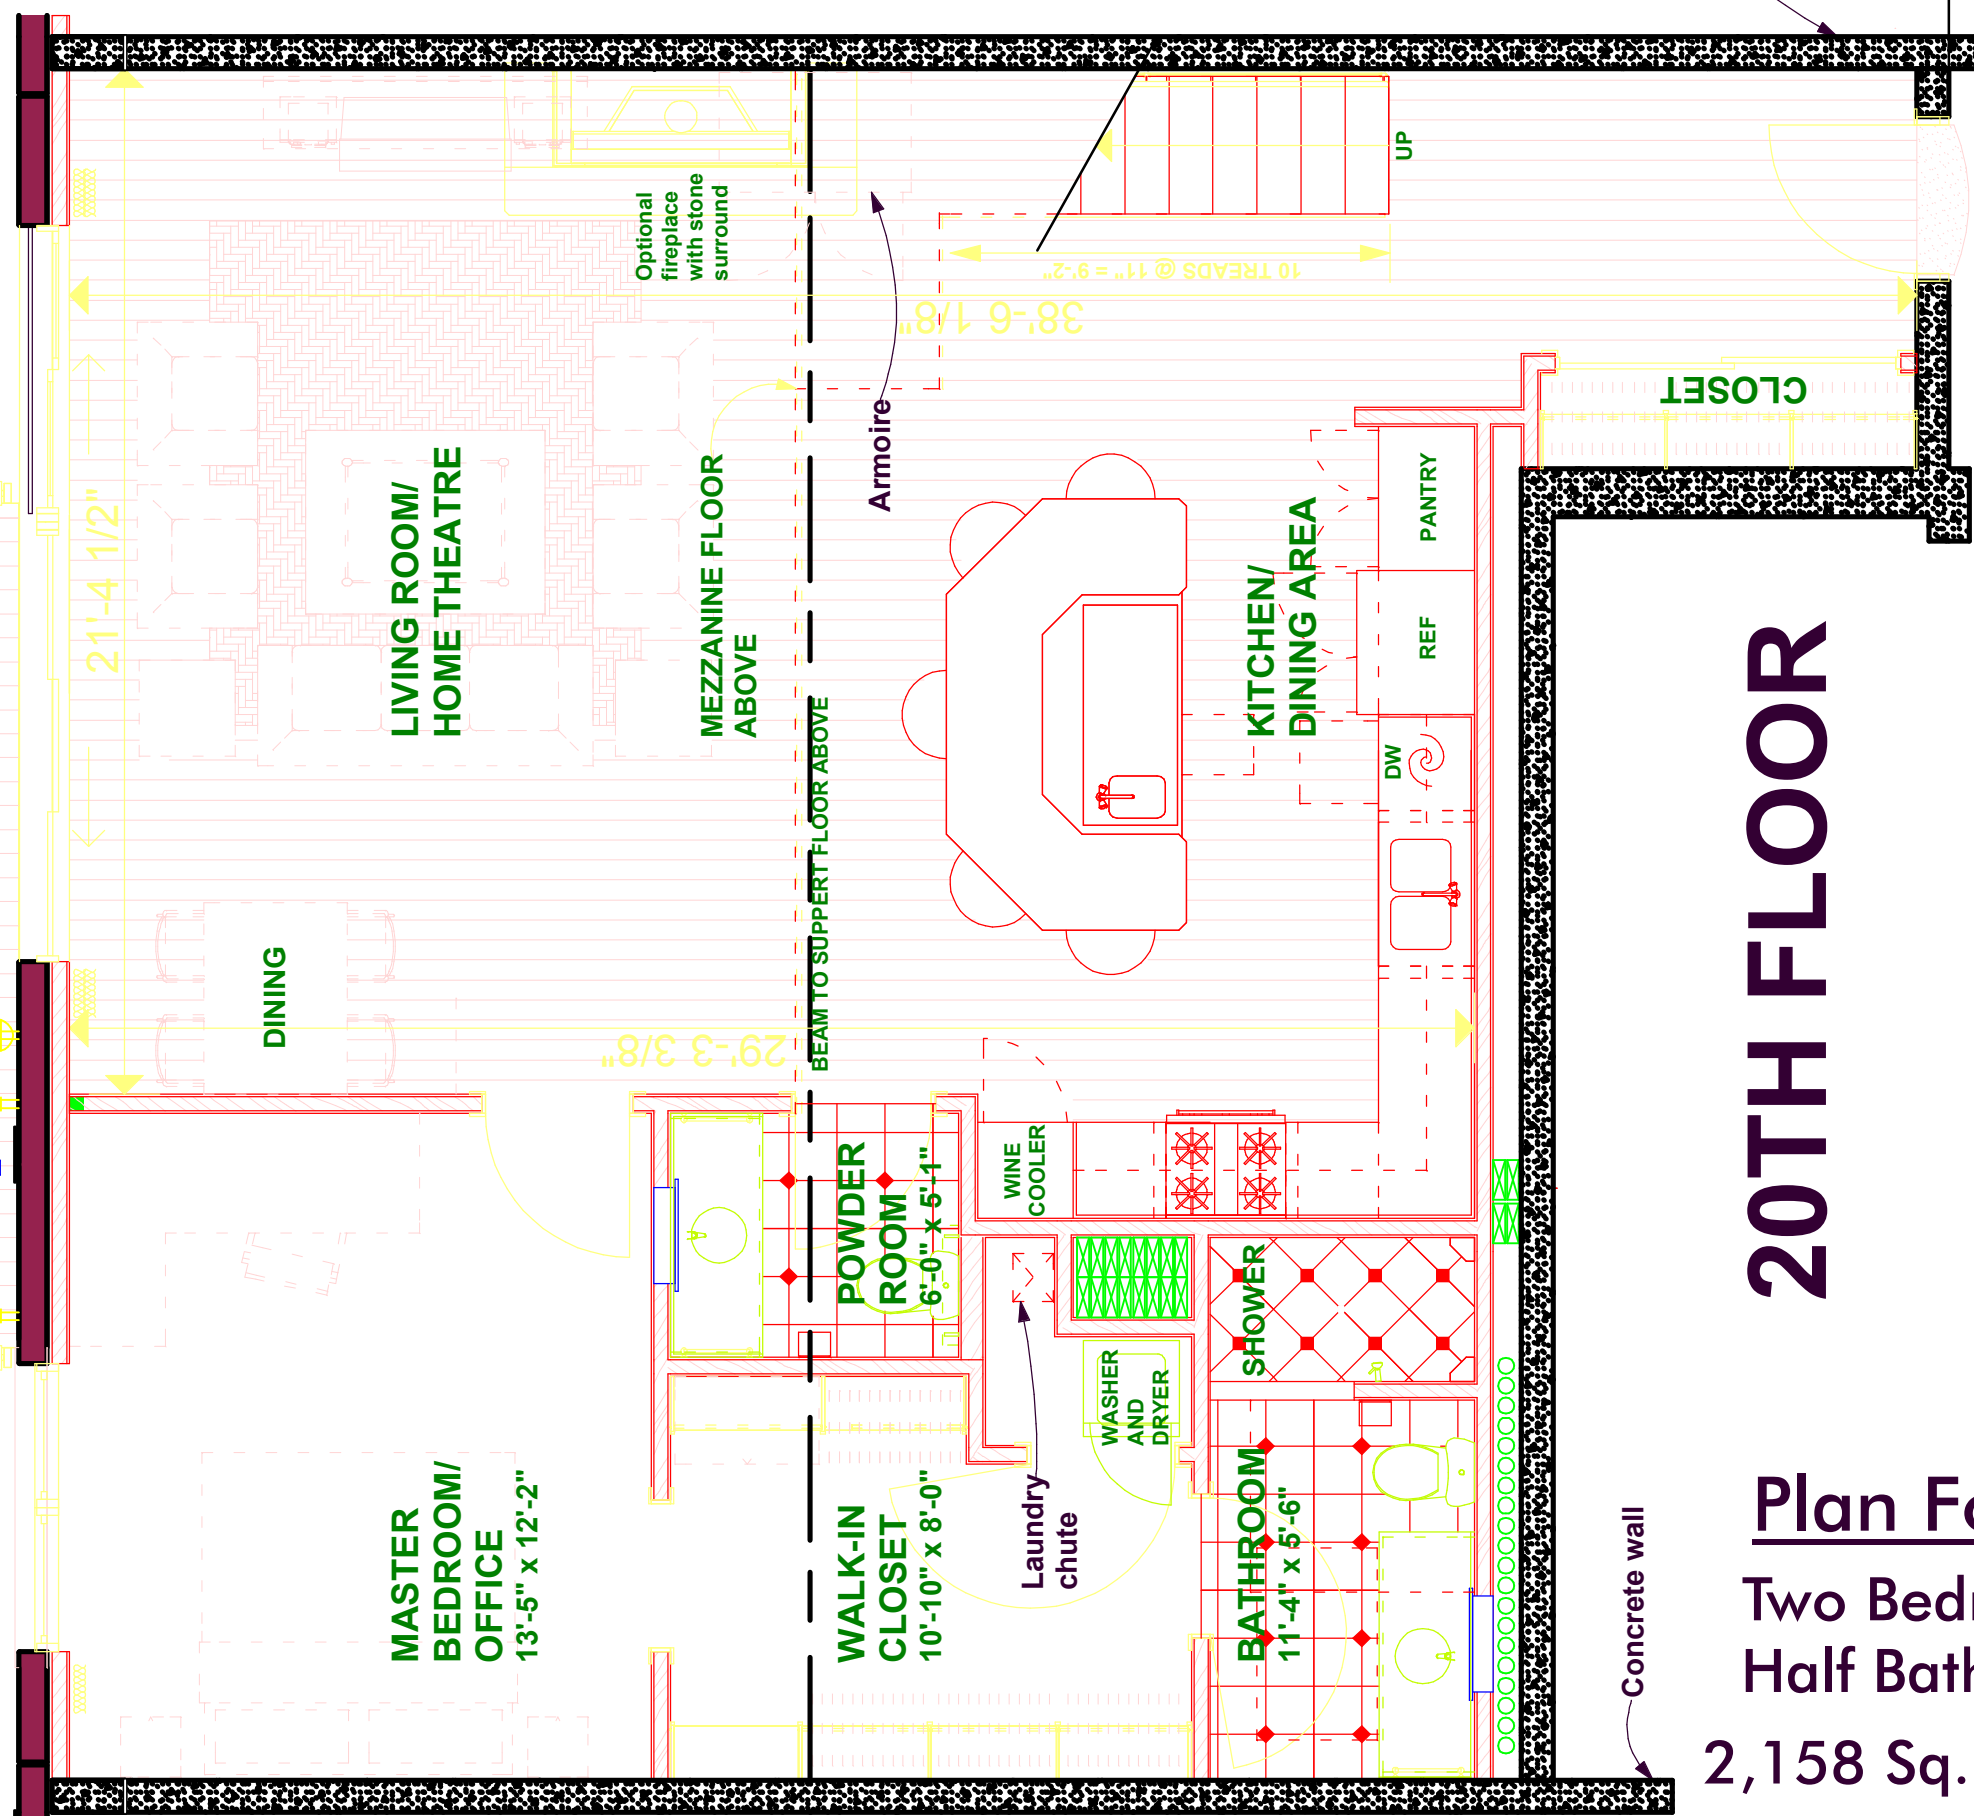 Optional
fireplace
with stone
surround
UP
10 TREADS @ 11" = 9'-2"
38'-6 1/8"
CLOSET
21'-4 1/2"
LIVING ROOM/
HOME THEATRE
MEZZANINE FLOOR
ABOVE
Armoire
KITCHEN/
DINING AREA
PANTRY
REF
DW
BEAM TO SUPPERT FLOOR ABOVE
DINING
29'-3 3/8"
20TH FLOOR
POWDER
ROOM
6'-0" x 5'-1"
WINE
COOLER
SHOWER
WASHER
AND
DRYER
MASTER
BEDROOM/
OFFICE
13'-5" x 12'-2"
WALK-IN
CLOSET
10'-10" x 8'-0"
Laundry
chute
BATHROOM
11'-4" x 5'-6"
Concrete wall
Plan Fo
Two Bedr
Half Bath
2,158 Sq.